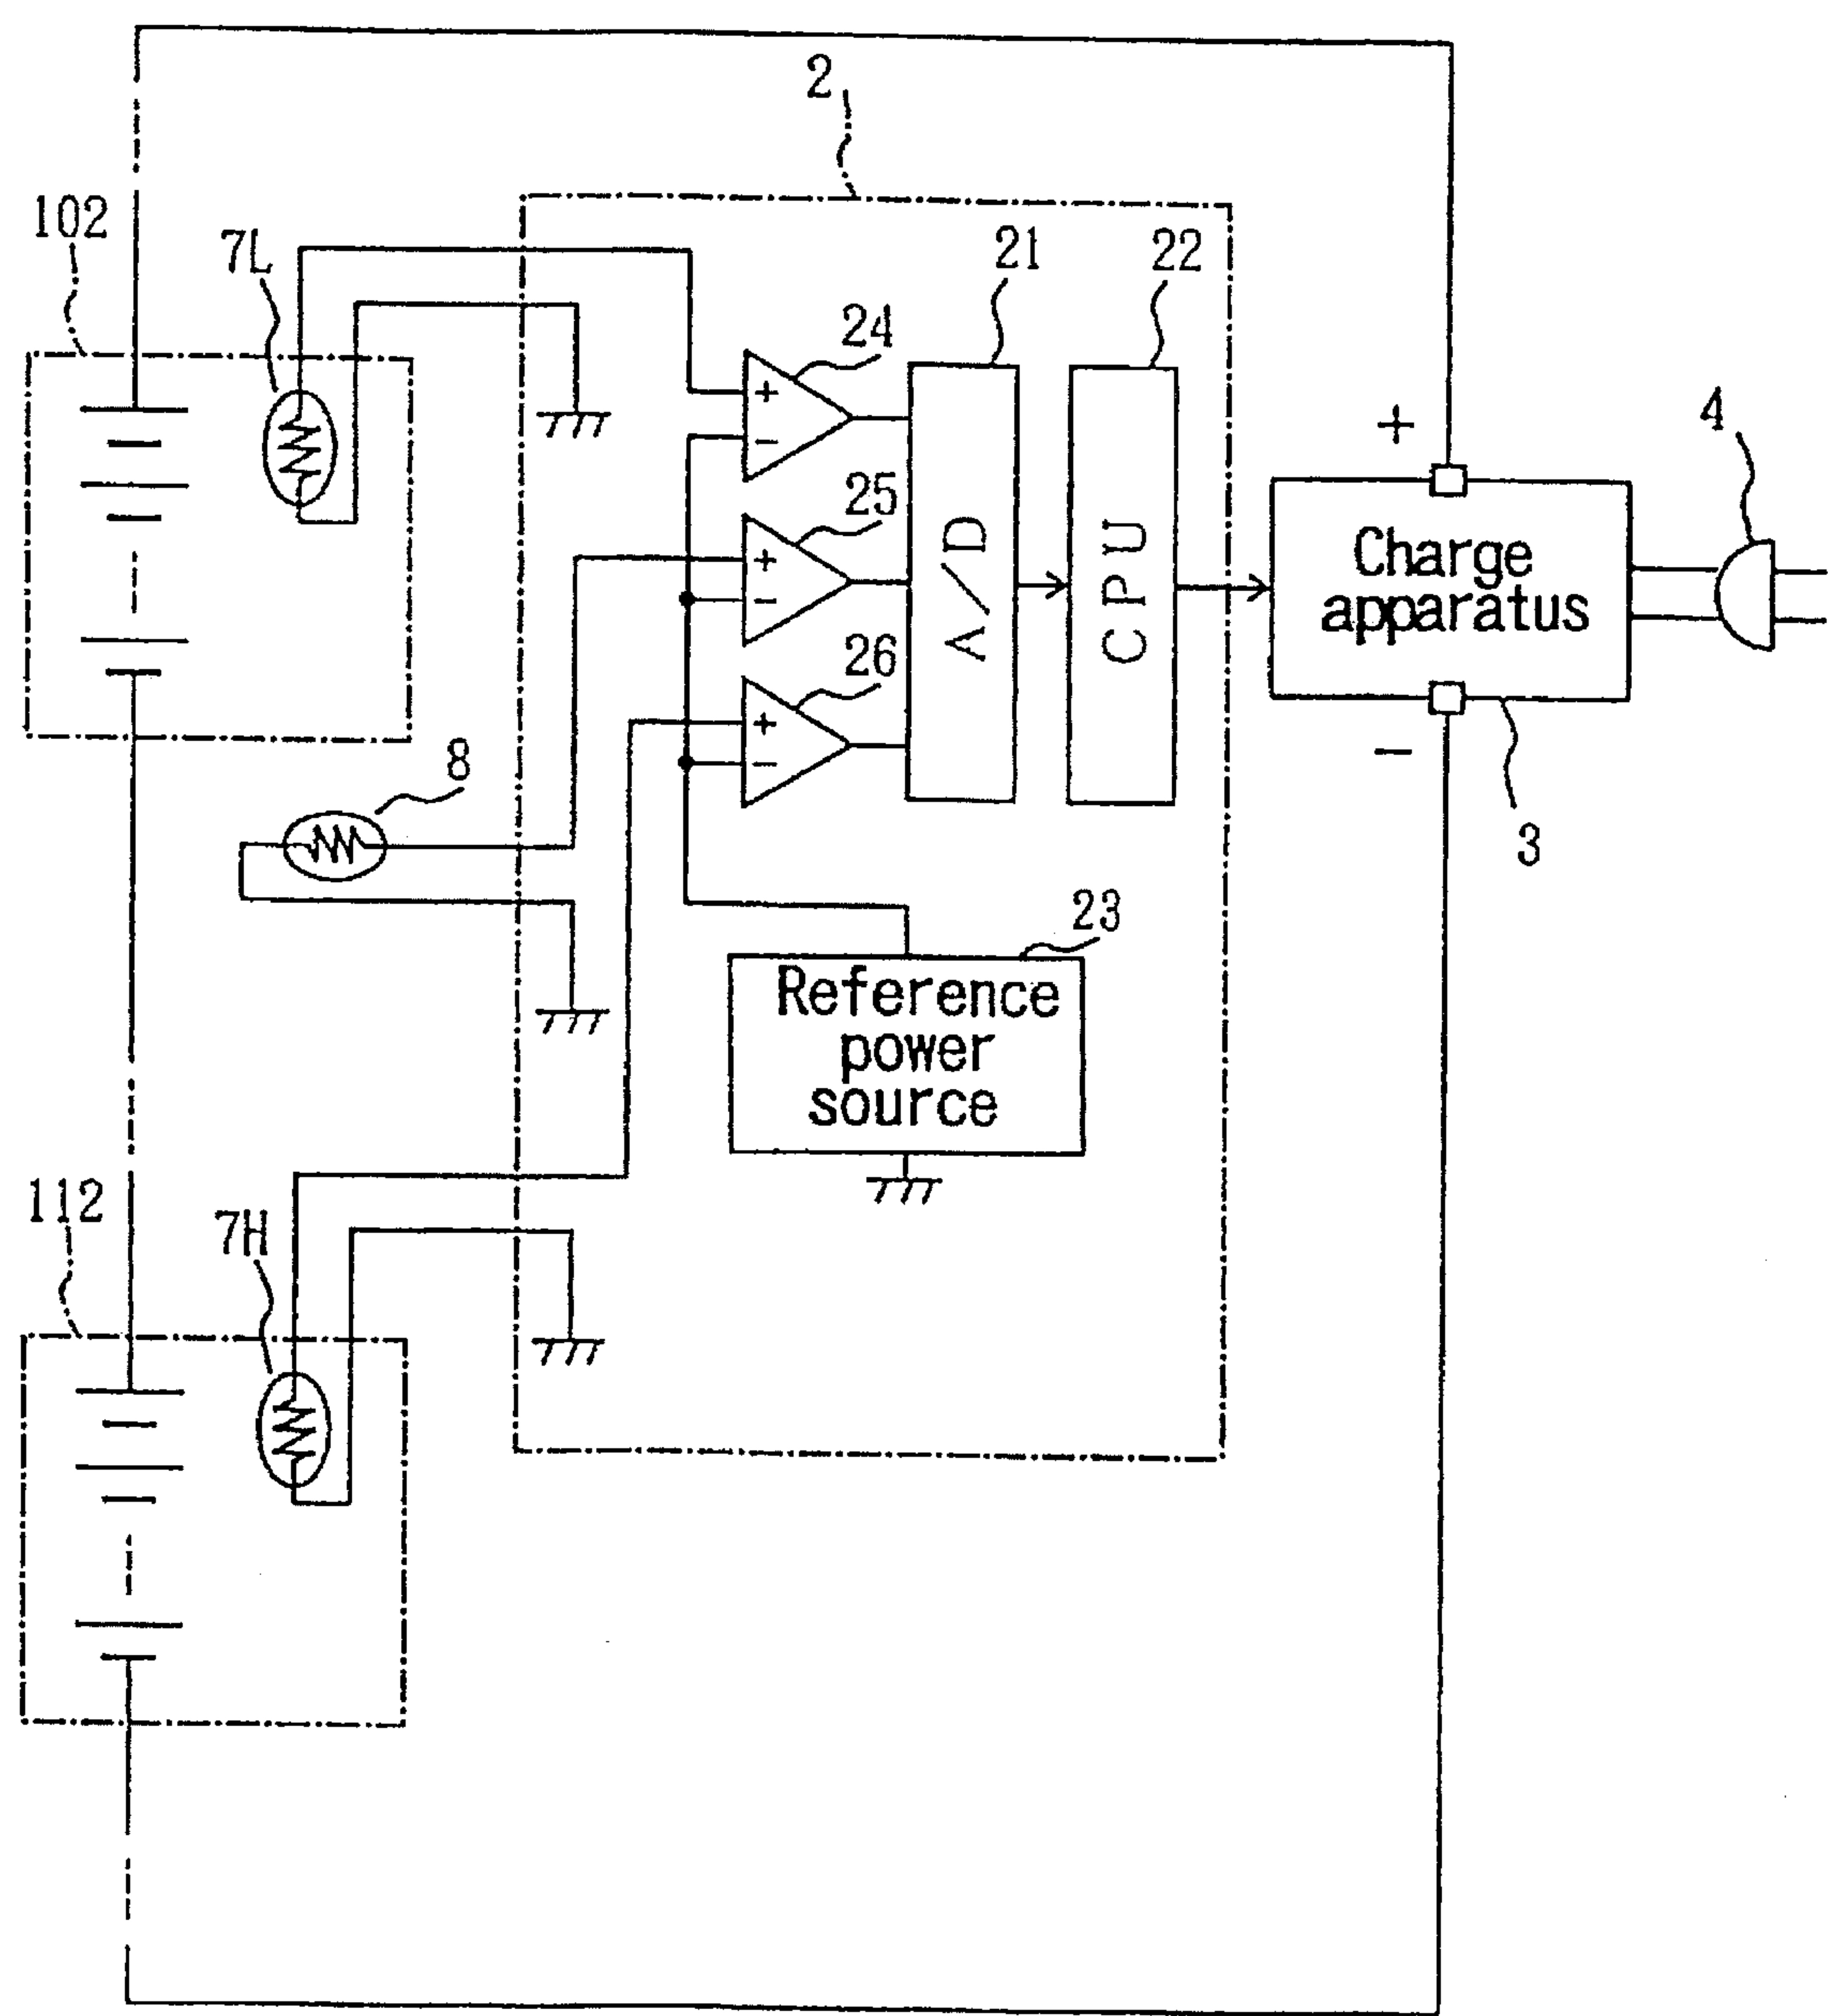 2
102
7L
21
22
24
+
-
25
+
-
26
+
-
A/D
CPU
+
4
Charge
apparatus
-
3
8
23
Reference
power
source
112
7H